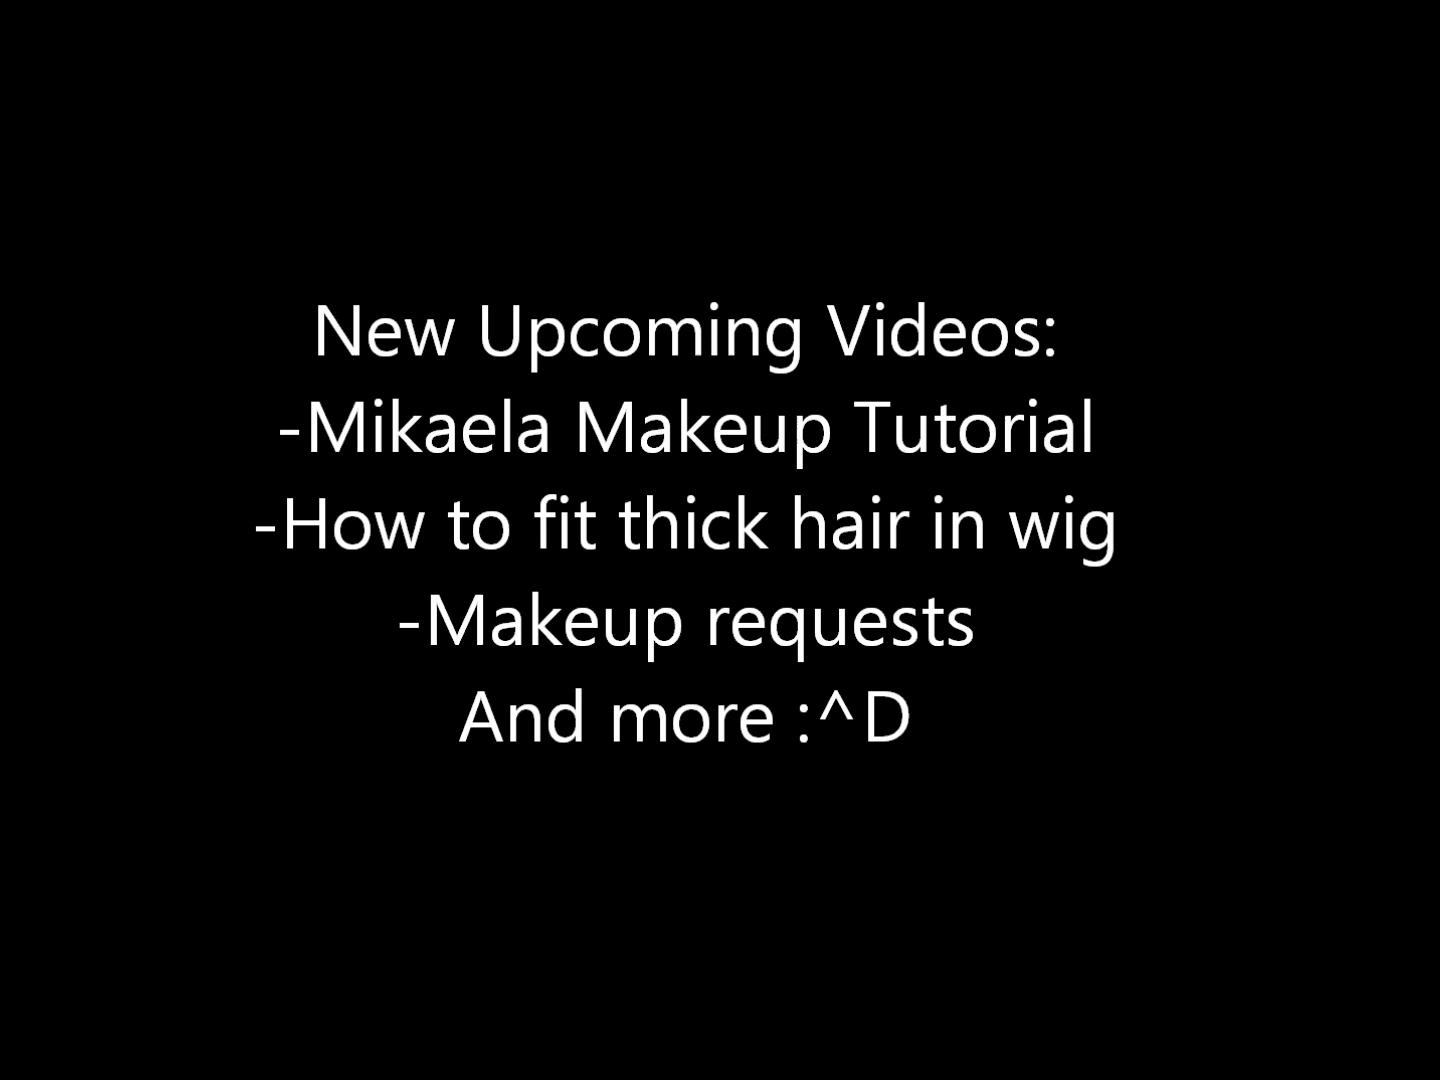 New Upcoming Videos:
-Mikaela Makeup Tutorial
-How to fit thick hair in wig
-Makeup requests
And more :^D